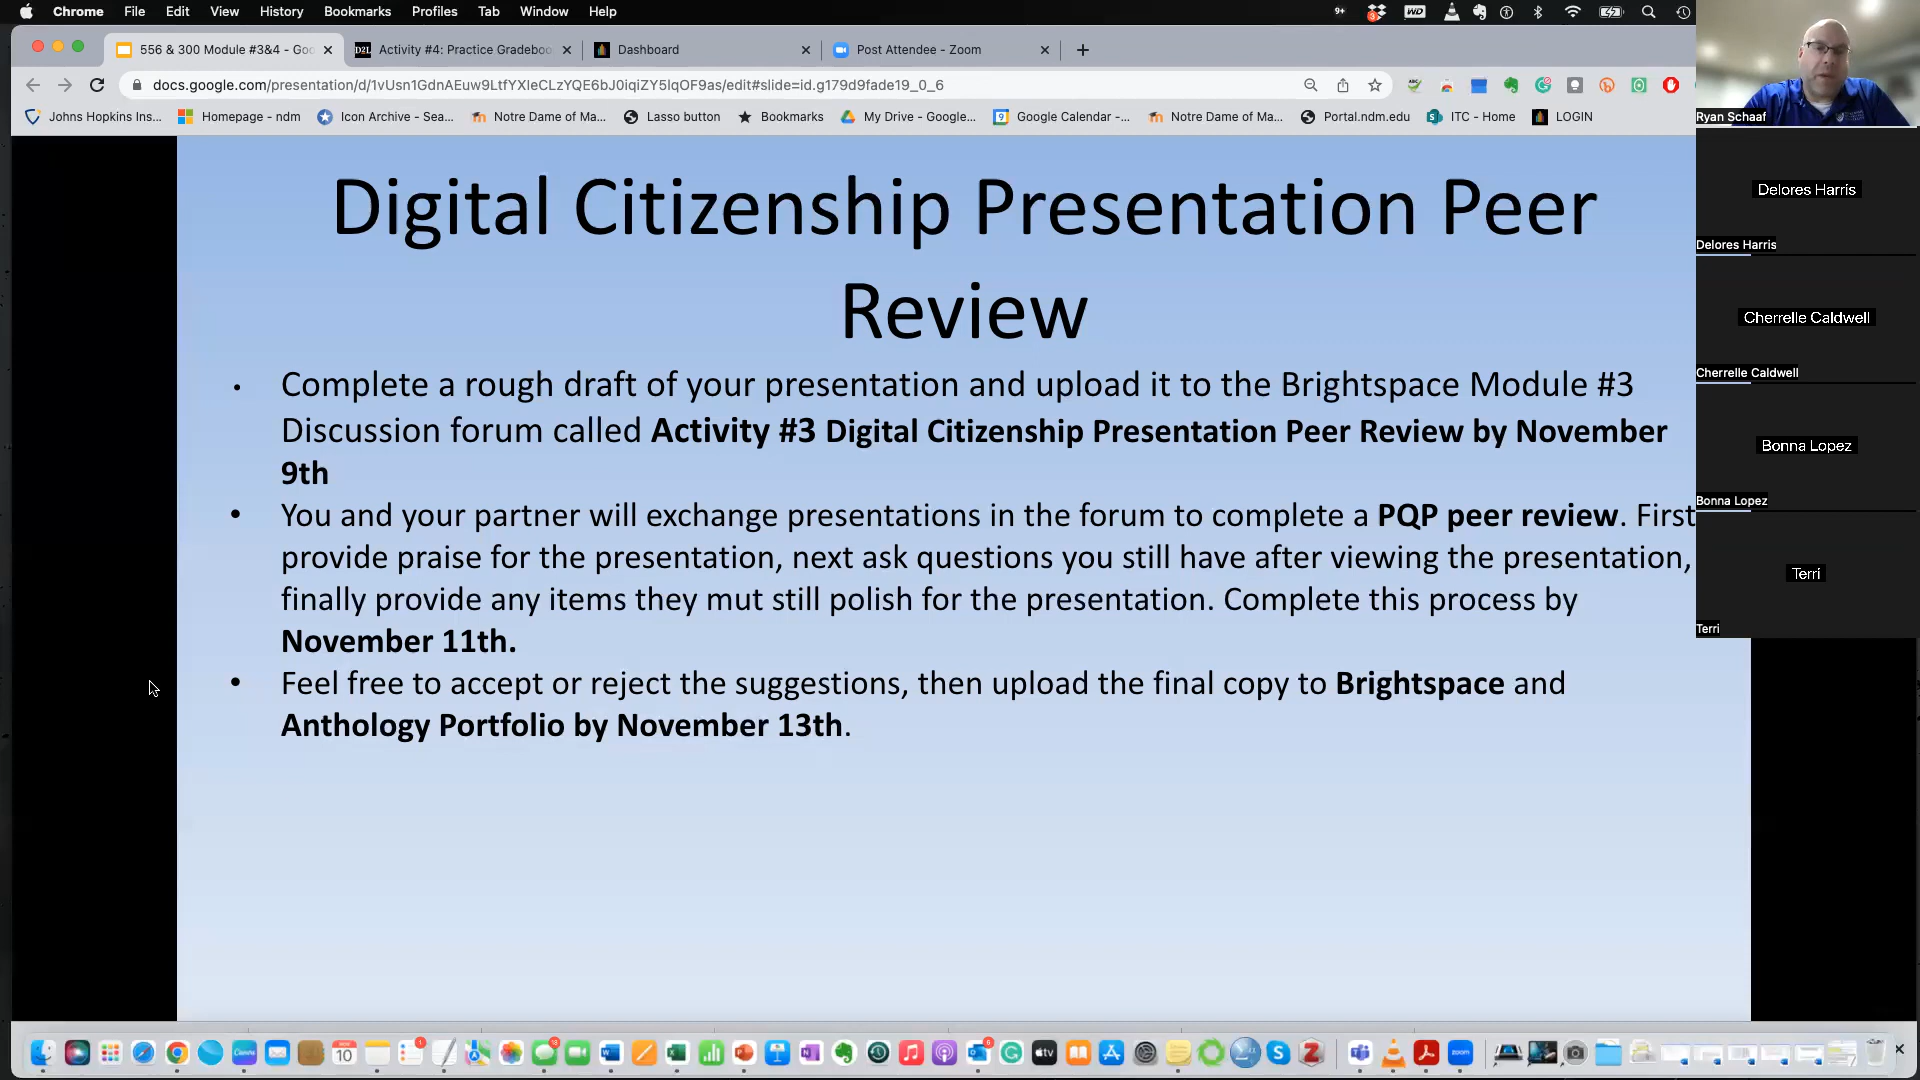 Chrome File Edit View History Bookmarks Profiles Tab Window Help 9+ WD
556 & 300 Module #3&4 - Goo Activity #4: Practice Gradeboo Dashboard Post Attendee - Zoom
docs.google.com/presentation/d/1vUsn1GdnAEuw9LtfYXIeCLzYQE6bJ0iqiZY5lqOF9as/edit#slide=id.g179d9fade19_0_6
Johns Hopkins Ins... Homepage - ndm Icon Archive - Sea... Notre Dame of Ma... Lasso button Bookmarks My Drive - Google... Google Calendar -... Notre Dame of Ma... Portal.ndm.edu ITC - Home LOGIN
Digital Citizenship Presentation Peer
Review
• Complete a rough draft of your presentation and upload it to the Brightspace Module #3
Discussion forum called Activity #3 Digital Citizenship Presentation Peer Review by November
9th
• You and your partner will exchange presentations in the forum to complete a PQP peer review. First
provide praise for the presentation, next ask questions you still have after viewing the presentation,
finally provide any items they mut still polish for the presentation. Complete this process by
November 11th.
• Feel free to accept or reject the suggestions, then upload the final copy to Brightspace and
Anthology Portfolio by November 13th.
Ryan Schaaf
Delores Harris
Delores Harris
Cherrelle Caldwell
Cherrelle Caldwell
Bonna Lopez
Bonna Lopez
Terri
Terri
NOV
10